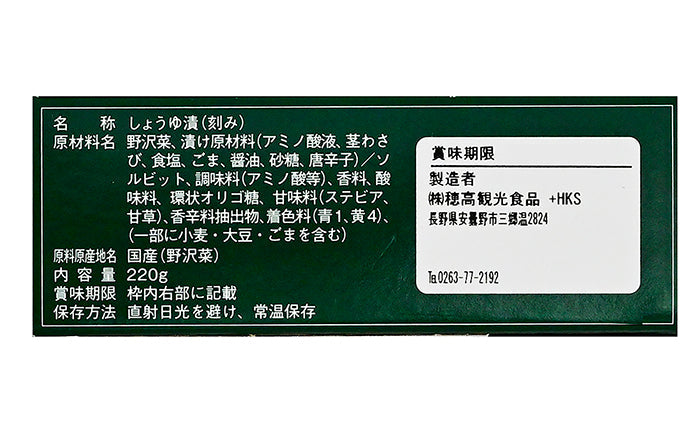 名称 しょうゆ漬(刻み)
原材料名 野沢菜、漬け原材料(アミノ酸液、茎わさ
び、食塩、ごま、醤油、砂糖、唐辛子)／ソ
ルビット、調味料(アミノ酸等)、香料、酸
味料、環状オリゴ糖、甘味料(ステビア、
甘草)、香辛料抽出物、着色料(青1、黄4)、
(一部に小麦・大豆・ごまを含む)
原料原産地名 国産(野沢菜)
内容量 220g
賞味期限 枠内右部に記載
保存方法 直射日光を避け、常温保存
賞味期限
製造者
㈱穂高観光食品 +HKS
長野県安曇野市三郷温2824
℡0263-77-2192